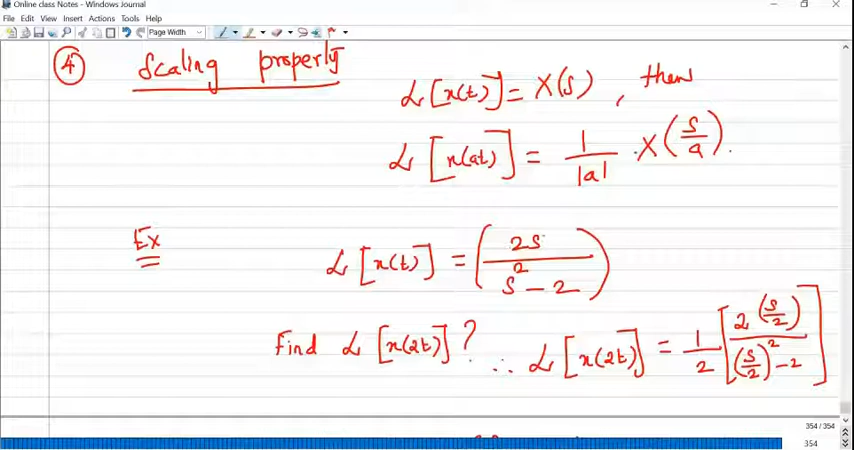 Online class Notes - Windows Journal
File Edit View Insert Actions Tools Help
Page Width
④ Scaling property
L[x(t)] = X(s), then
L[x(at)] = 1/|a| . X(s/a).
Ex
L[x(t)] = (2s/(s² - 2))
Find L[x(2t)]? ∴ L[x(2t)] = 1/2 [2(s/2)/((s/2)² - 2)]
354 / 354
354